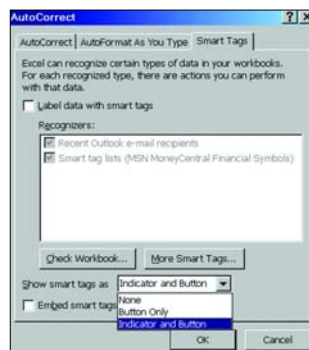 AutoCorrect
AutoCorrect AutoFormat As You Type Smart Tags
Excel can recognize certain types of data in your workbooks.
For each recognized type, there are actions you can perform
with that data.
Label data with smart tags
Recognizers:
Recent Outlook e-mail recipients
Smart tag lists (MSN MoneyCentral Financial Symbols)
Check Workbook... More Smart Tags...
Show smart tags as Indicator and Button
None
Embed smart tags
Button Only
Indicator and Button
OK Cancel